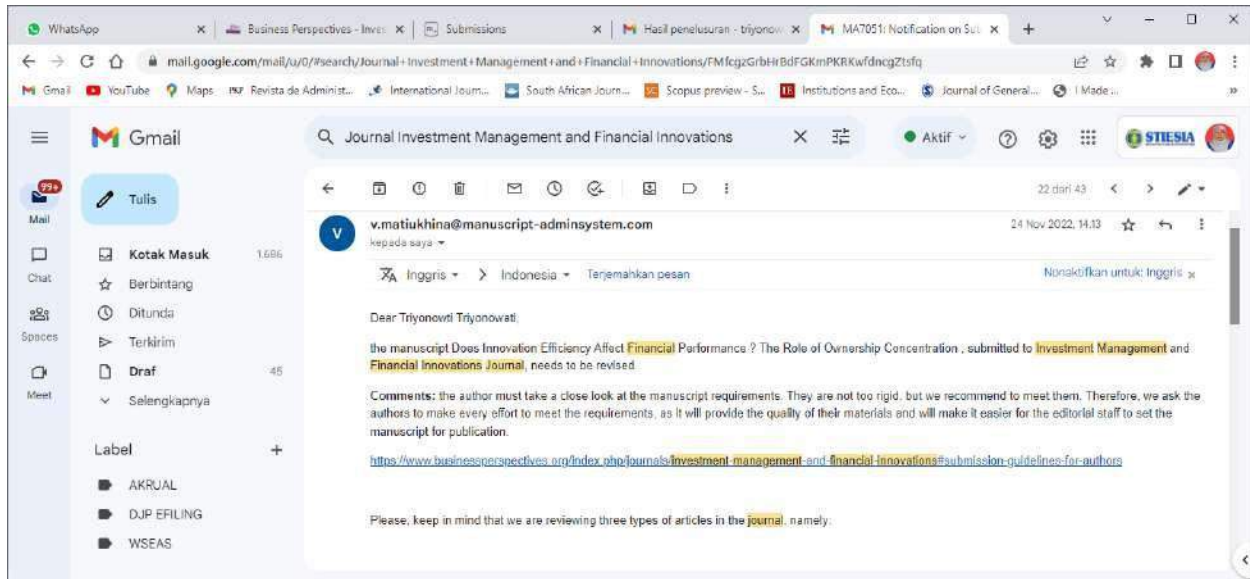 WhatsApp
Business Perspectives - Inves
Submissions
Hasil penelusuran - triyonow
MA7051: Notification on Sub
mail.google.com/mail/u/0/#search/Journal+Investment+Management+and+Financial+Innovations/
Gmail
YouTube
Maps
Revista de Administ...
International Journ...
South African Journ...
Scopus preview - S...
Institutions and Eco...
Journal of General...
I Made ...
Gmail
Journal Investment Management and Financial Innovations
Aktif
STIESIA
99+
Mail
Chat
Spaces
Meet
Tulis
Kotak Masuk 1.686
Berbintang
Ditunda
Terkirim
Draf 45
Selengkapnya
Label
AKRUAL
DJP EFILING
WSEAS
22 dari 43
V
v.matiukhina@manuscript-adminsystem.com
24 Nov 2022, 14.13
kepada saya
Inggris > Indonesia Terjemahkan pesan
Nonaktifkan untuk: Inggris x
Dear Triyonowti Triyonowati,
the manuscript Does Innovation Efficiency Affect Financial Performance ? The Role of Ownership Concentration , submitted to Investment Management and
Financial Innovations Journal, needs to be revised
Comments: the author must take a close look at the manuscript requirements. They are not too rigid, but we recommend to meet them. Therefore, we ask the
authors to make every effort to meet the requirements, as it will provide the quality of their materials and will make it easier for the editorial staff to set the
manuscript for publication.
https://www.businessperspectives.org/index.php/journals/investment-management-and-financial-innovations#submission-guidelines-for-authors
Please, keep in mind that we are reviewing three types of articles in the journal, namely: